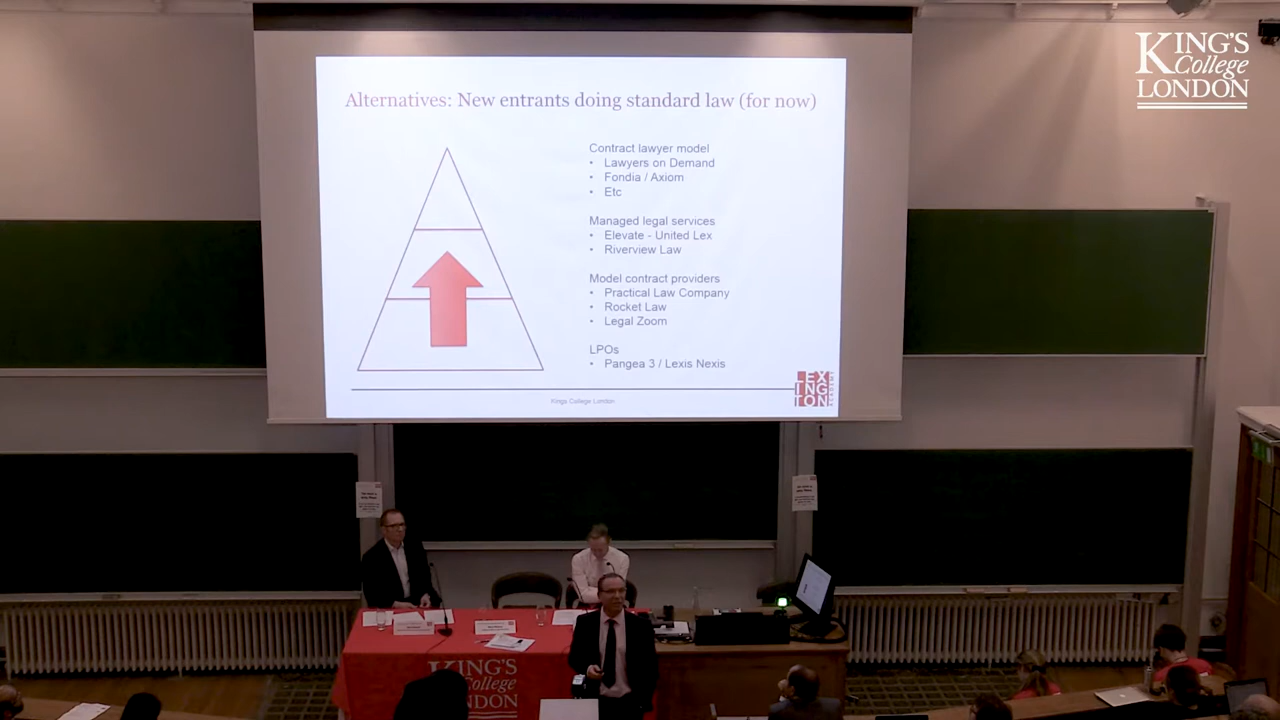 KING'S
College
LONDON
Alternatives: New entrants doing standard law (for now)
Contract lawyer model
• Lawyers on Demand
• Fondia / Axiom
• Etc
Managed legal services
• Elevate - United Lex
• Riverview Law
Model contract providers
• Practical Law Company
• Rocket Law
• Legal Zoom
LPOs
• Pangea 3 / Lexis Nexis
Kings College London
LEX
ING
TON
ACADEMY
KING'S
College
LONDON